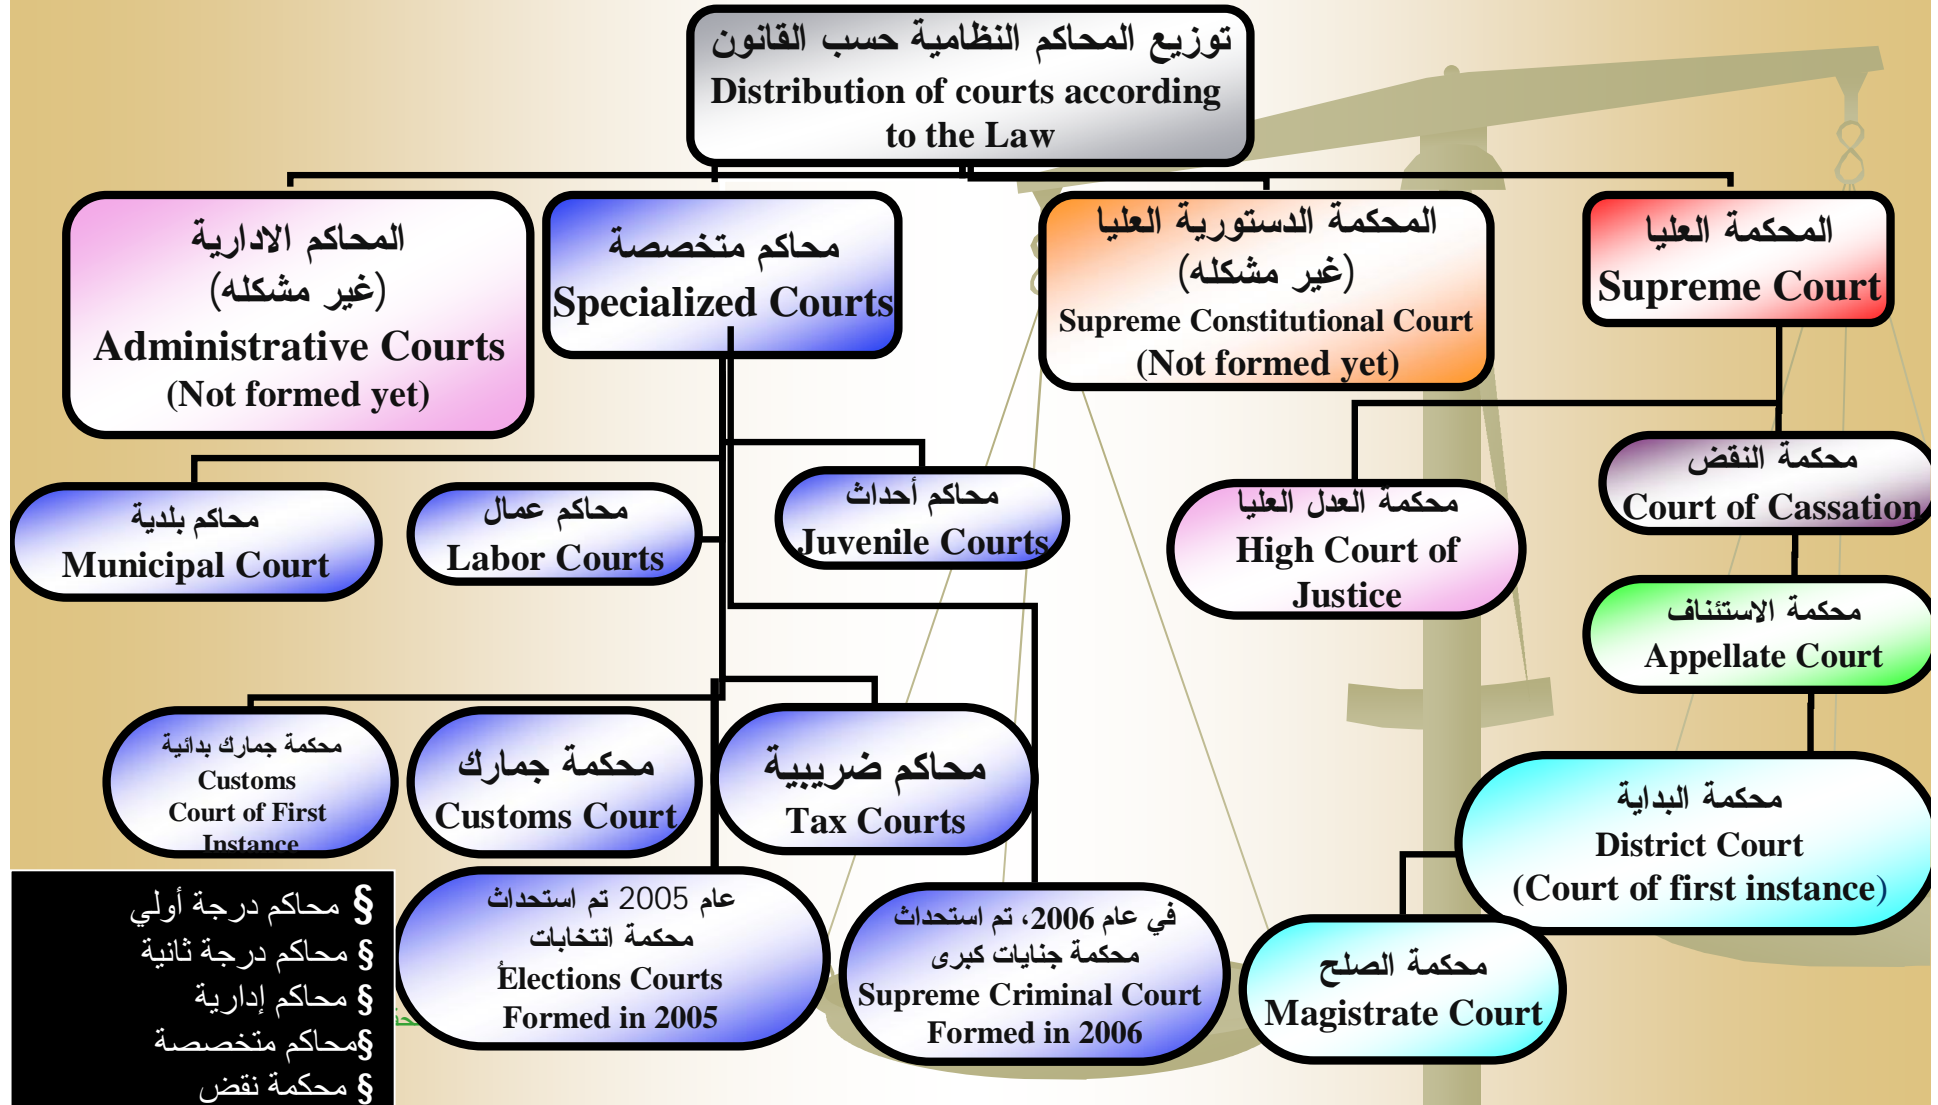 توزيع المحاكم النظامية حسب القانون
Distribution of courts according
to the Law
المحاكم الادارية
(غير مشكله)
Administrative Courts
(Not formed yet)
محاكم متخصصة
Specialized Courts
المحكمة الدستورية العليا
(غير مشكله)
Supreme Constitutional Court
(Not formed yet)
المحكمة العليا
Supreme Court
محاكم بلدية
Municipal Court
محاكم عمال
Labor Courts
محاكم أحداث
Juvenile Courts
محكمة العدل العليا
High Court of
Justice
محكمة النقض
Court of Cassation
محكمة الاستئناف
Appellate Court
محكمة جمارك بدائية
Customs
Court of First
Instance
محكمة جمارك
Customs Court
محاكم ضريبية
Tax Courts
محكمة البداية
District Court
(Court of first instance)
عام 2005 تم استحداث
محكمة انتخابات
ُElections Courts
Formed in 2005
في عام 2006، تم استحداث
محكمة جنايات كبرى
Supreme Criminal Court
Formed in 2006
محكمة الصلح
Magistrate Court
§ محاكم درجة أولي
§ محاكم درجة ثانية
§ محاكم إدارية
§محاكم متخصصة
§ محكمة نقض